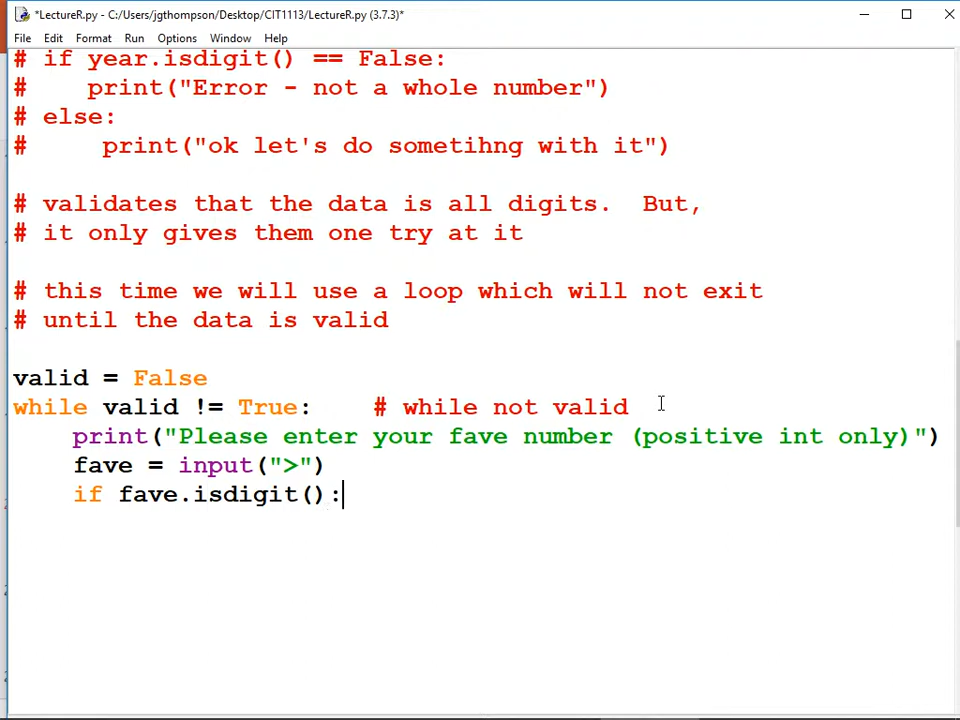 *LectureR.py - C:/Users/jgthompson/Desktop/CIT1113/LectureR.py (3.7.3)*
File Edit Format Run Options Window Help
# if year.isdigit() == False:
#    print("Error - not a whole number")
# else:
#     print("ok let's do sometihng with it")
# validates that the data is all digits.  But,
# it only gives them one try at it
# this time we will use a loop which will not exit
# until the data is valid
valid = False
while valid != True:    # while not valid
    print("Please enter your fave number (positive int only)")
    fave = input(">")
    if fave.isdigit():